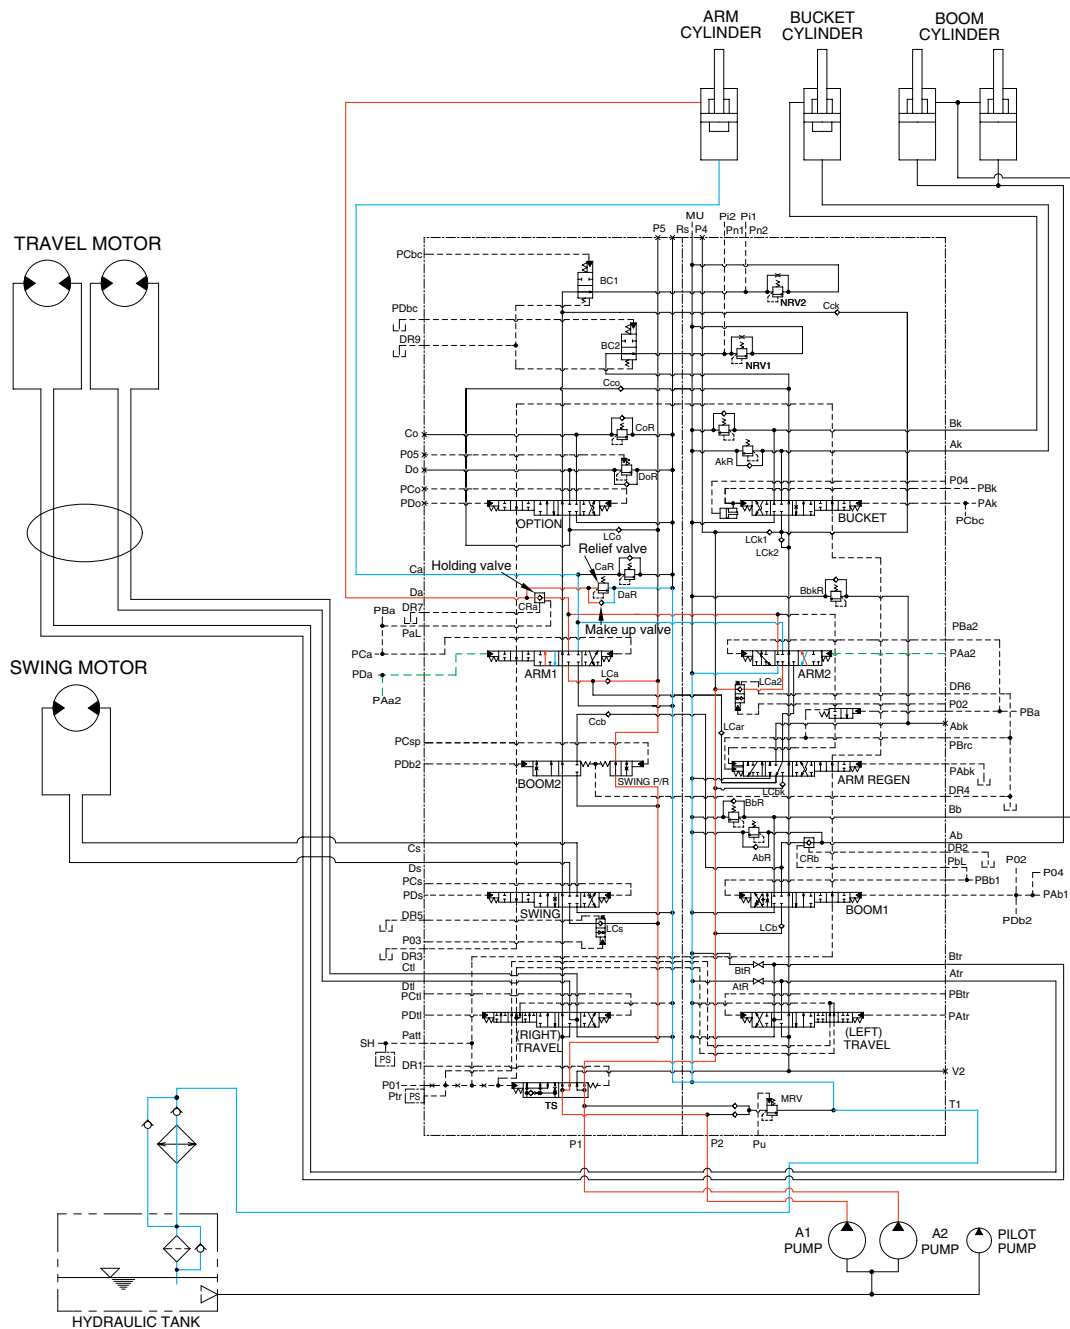 ARM
CYLINDER
BUCKET
CYLINDER
BOOM
CYLINDER
TRAVEL MOTOR
MU
Pi2
Pi1
P5
Rs
P4
Pn1
Pn2
PCbc
BC1
NRV2
PDbc
Cck
DR9
BC2
NRV1
Cco
Co
CoR
Bk
P05
Ak
Do
AkR
DoR
P04
PCo
PBk
PDo
PAk
OPTION
BUCKET
PCbc
LCo
LCk1
LCk2
Relief valve
Holding valve
Ca
CaR
Da
DaR
BbkR
DR7
CRa
PBa
Make up valve
PaL
PBa2
PCa
PAa2
PDa
ARM1
ARM2
LCa
LCa2
DR6
PAa2
P02
SWING MOTOR
Ccb
LCar
PBa
Abk
PCsp
PBrc
PDb2
PAbk
BOOM2
SWING P/R
ARM REGEN
LCbk
DR4
BbR
Bb
AbR
Ab
CRb
DR2
Cs
PbL
P02
Ds
P04
PCs
PBb1
PDs
PAb1
SWING
BOOM1
DR5
LCs
PDb2
LCb
P03
DR3
Btr
Ctl
BtR
Atr
Dtl
AtR
PCtl
PBtr
PDtl
PAtr
(RIGHT)
TRAVEL
(LEFT)
TRAVEL
Patt
SH
PS
DR1
V2
P01
Ptr
PS
TS
MRV
T1
P1
P2
Pu
A1
PUMP
A2
PUMP
PILOT
PUMP
HYDRAULIC TANK